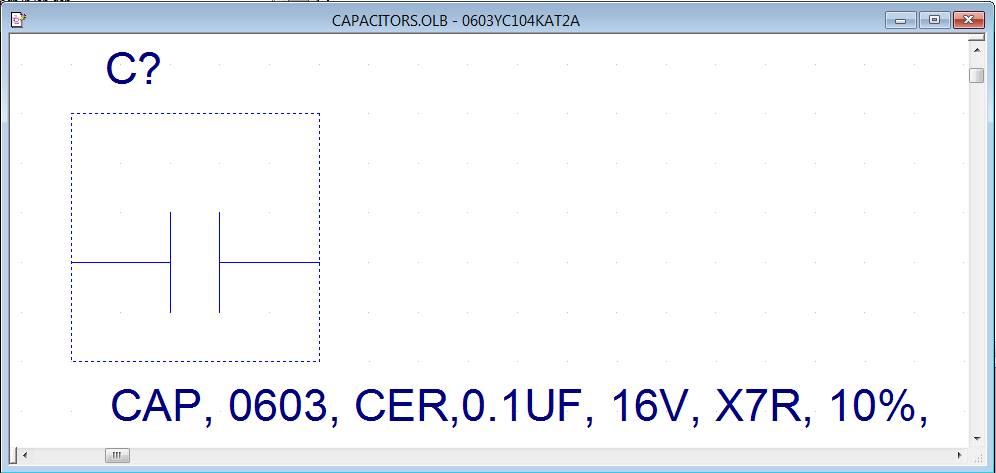 CAPACITORS.OLB - 0603YC104KAT2A
C?
CAP, 0603, CER,0.1UF, 16V, X7R, 10%,